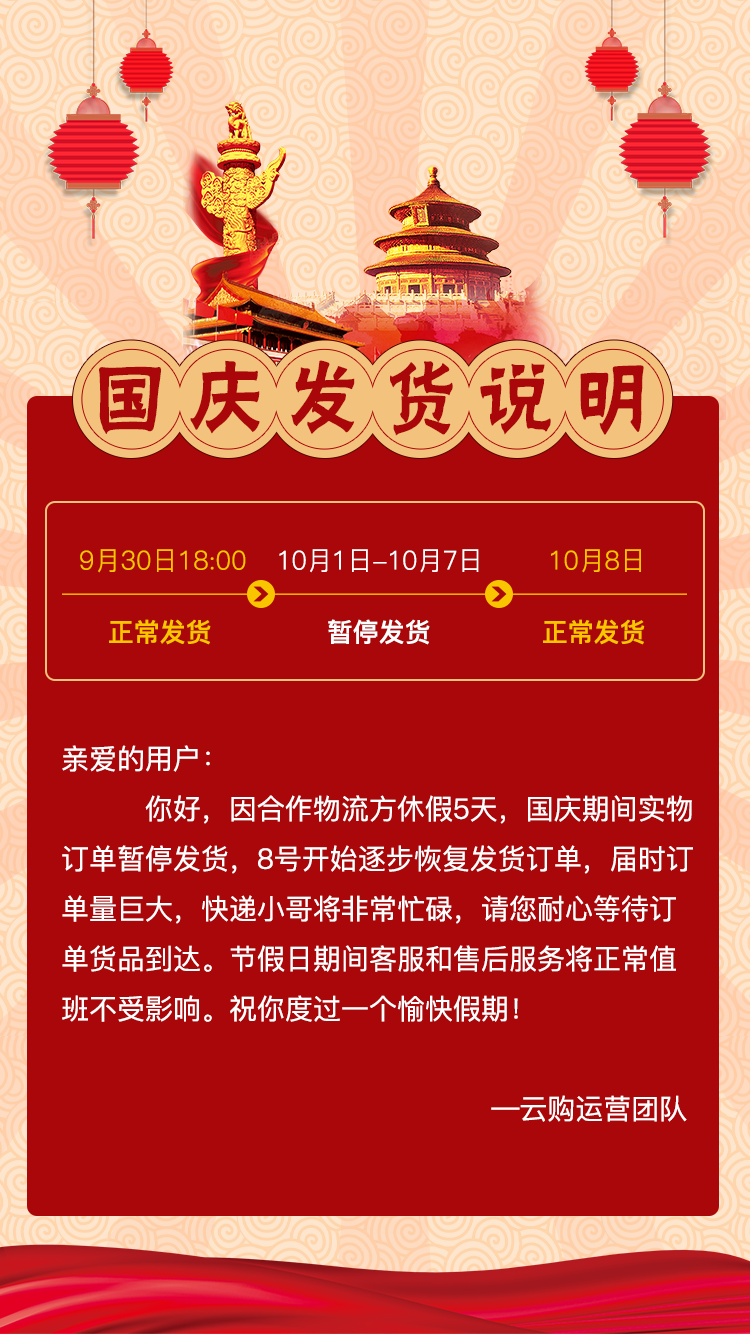 国庆发货说明
9月30日18:00 10月1日-10月7日 10月8日
正常发货 暂停发货 正常发货
亲爱的用户：
你好，因合作物流方休假5天，国庆期间实物
订单暂停发货，8号开始逐步恢复发货订单，届时订
单量巨大，快递小哥将非常忙碌，请您耐心等待订
单货品到达。节假日期间客服和售后服务将正常值
班不受影响。祝你度过一个愉快假期！
—云购运营团队